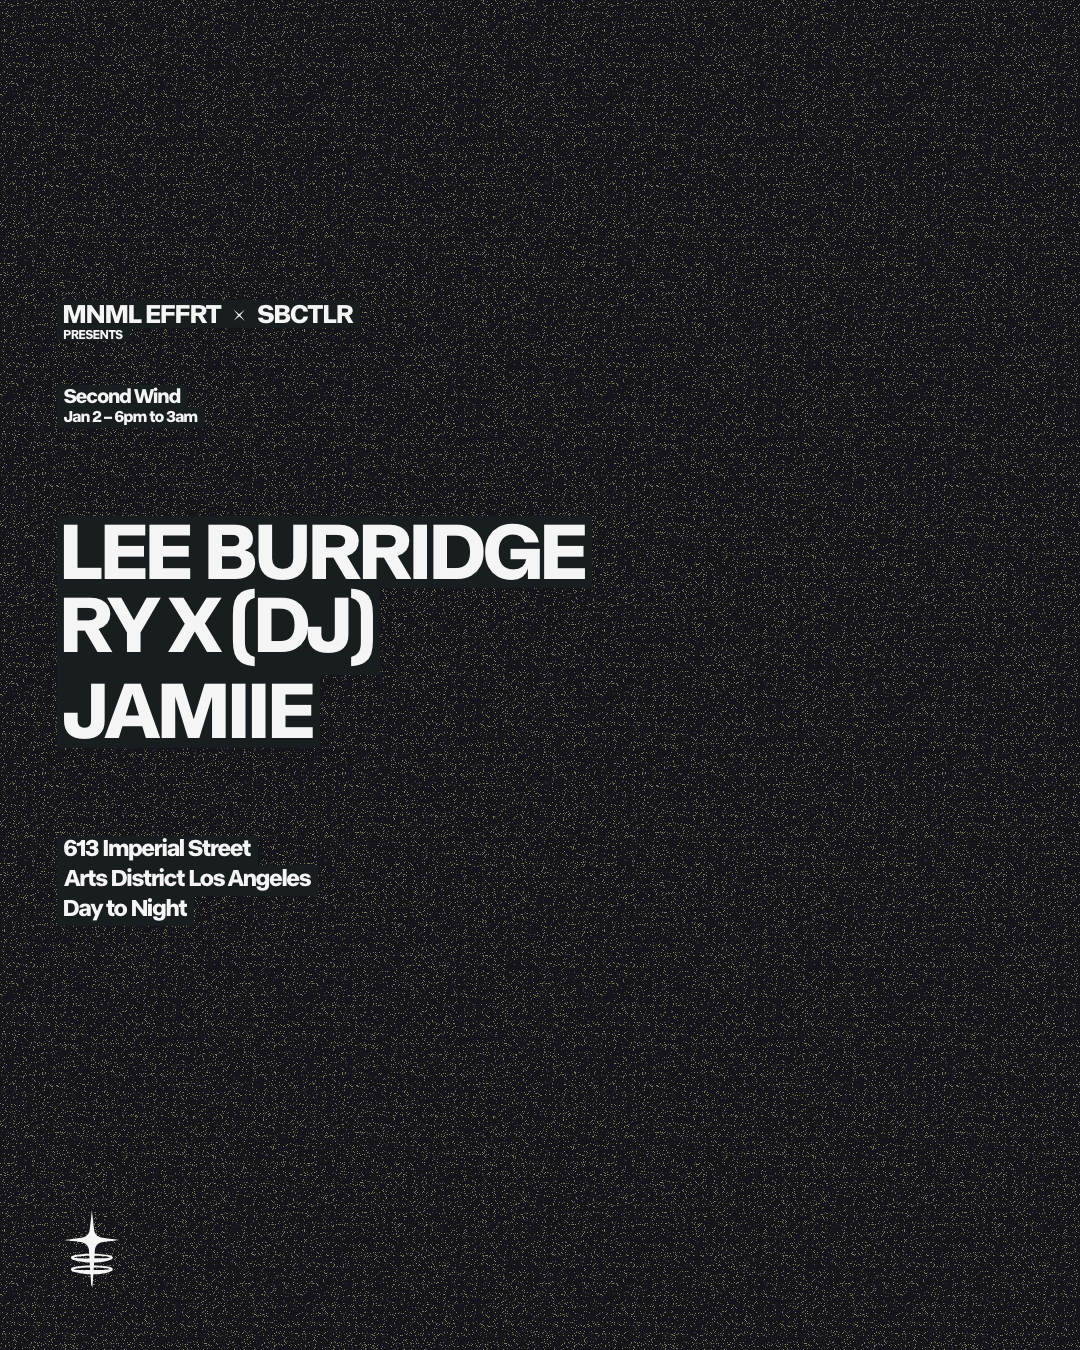 MNML EFFRT × SBCTLR
PRESENTS
Second Wind
Jan 2 – 6pm to 3am
LEE BURRIDGE
RY X (DJ)
JAMIIE
613 Imperial Street
Arts District Los Angeles
Day to Night